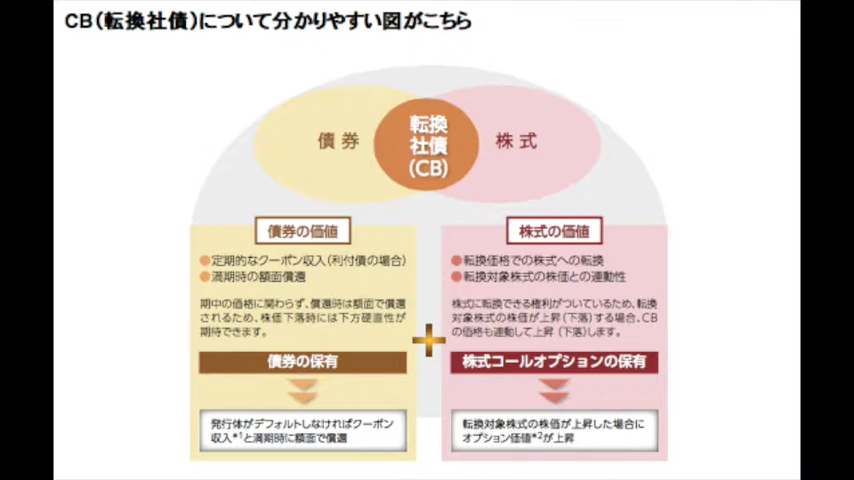 CB(転換社債)について分かりやすい図がこちら
債券
転換
社債
(CB)
株式
債券の価値
●定期的なクーポン収入(利付債の場合)
●満期時の額面償還
期中の価格に関わらず、償還時は額面で償還
されるため、株価下落時には下方硬直性が
期待できます。
債券の保有
発行体がデフォルトしなければクーポン
収入*1と満期時に額面で償還
+
株式の価値
●転換価格での株式への転換
●転換対象株式の株価との連動性
株式に転換できる権利がついているため、転換
対象株式の株価が上昇(下落)する場合、CB
の価格も連動して上昇(下落)します。
株式コールオプションの保有
転換対象株式の株価が上昇した場合に
オプション価値*2が上昇